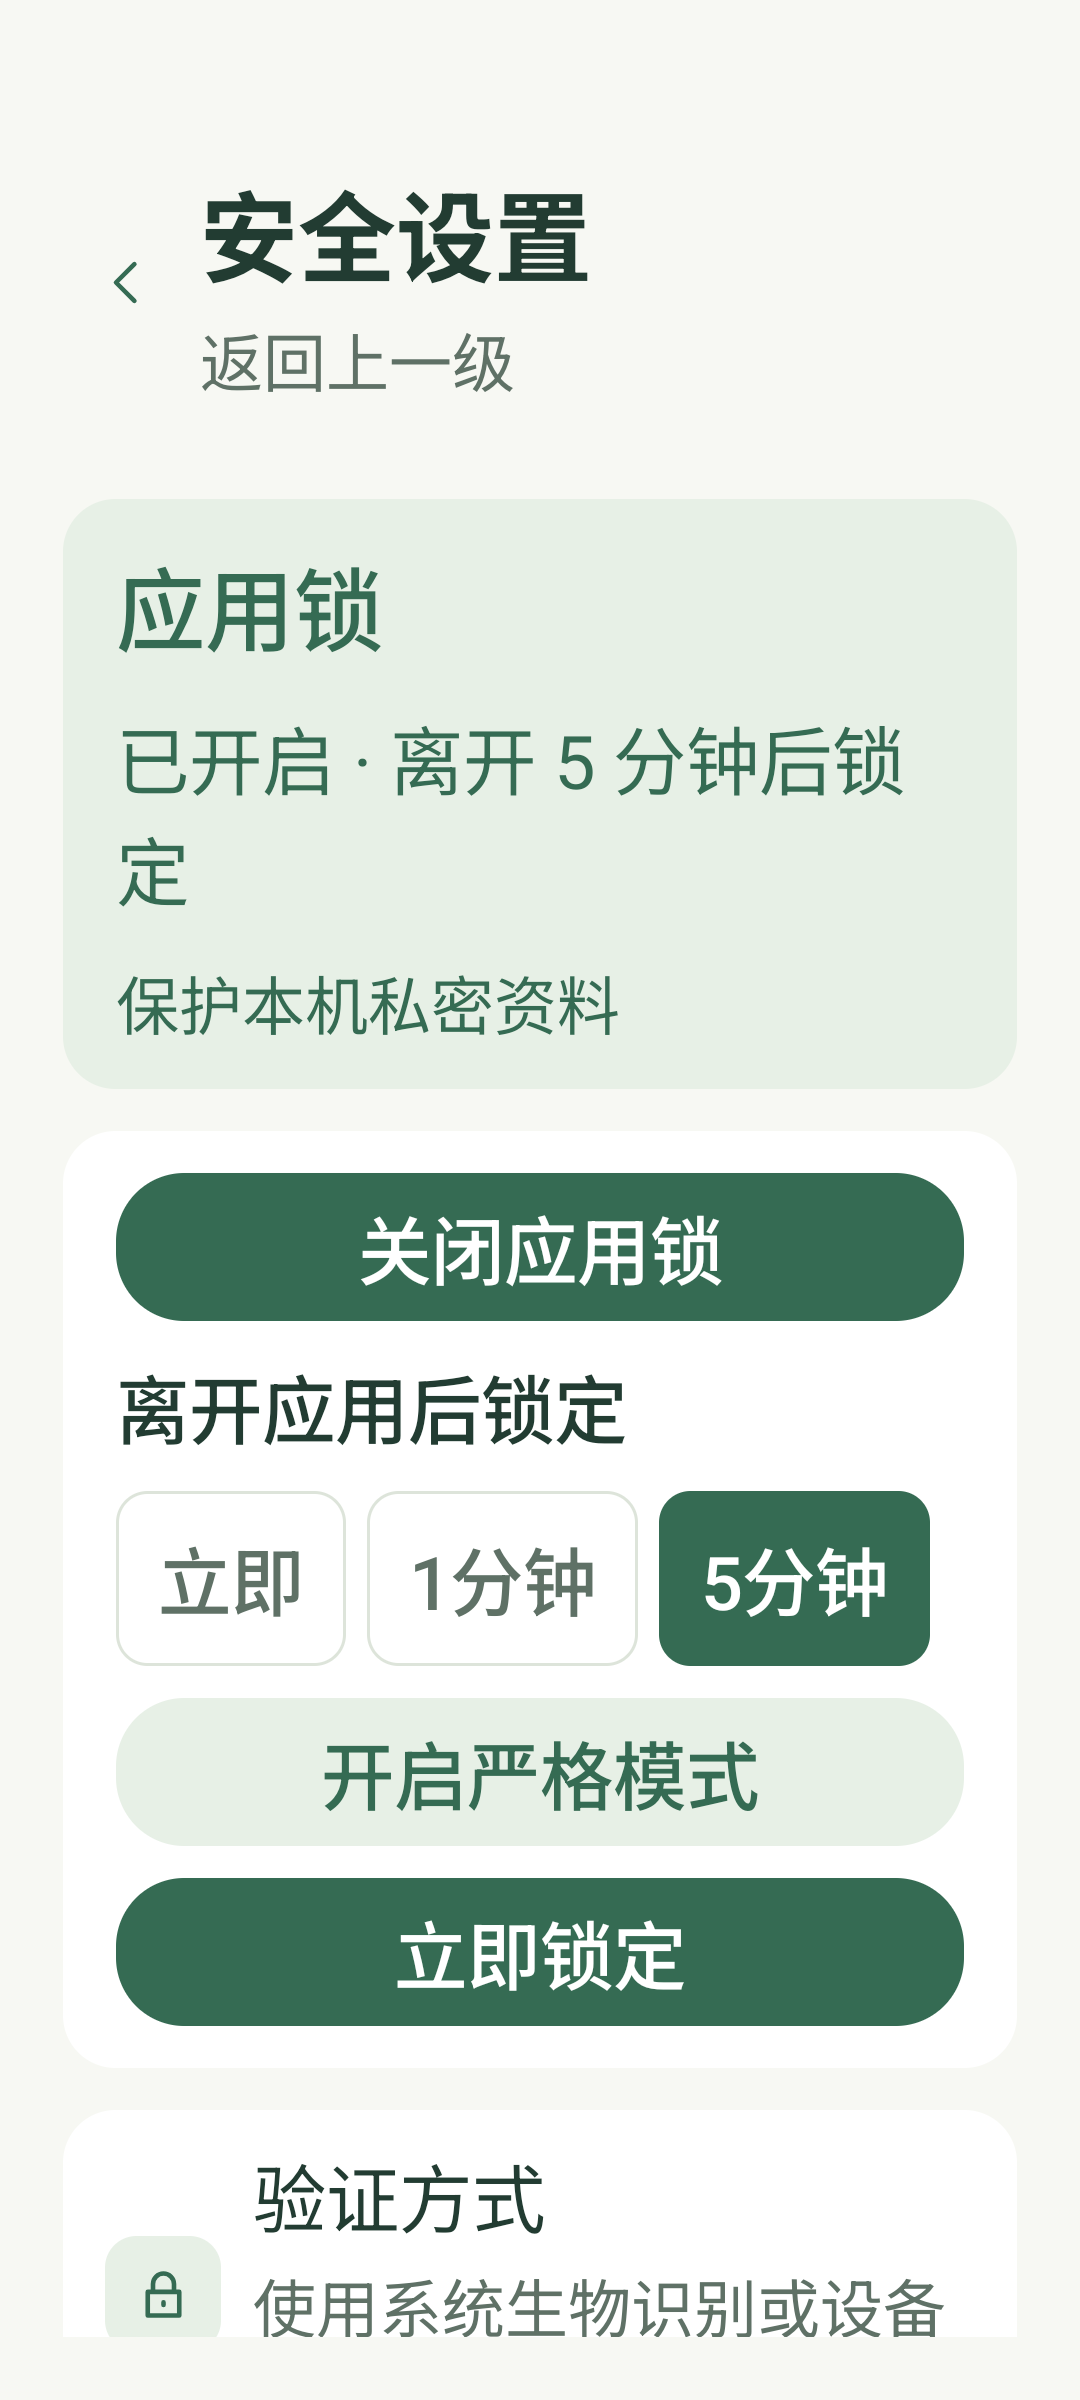 安全设置
返回上一级
应用锁
已开启 · 离开 5 分钟后锁
定
保护本机私密资料
关闭应用锁
离开应用后锁定
立即
1分钟
5分钟
开启严格模式
立即锁定
验证方式
使用系统生物识别或设备